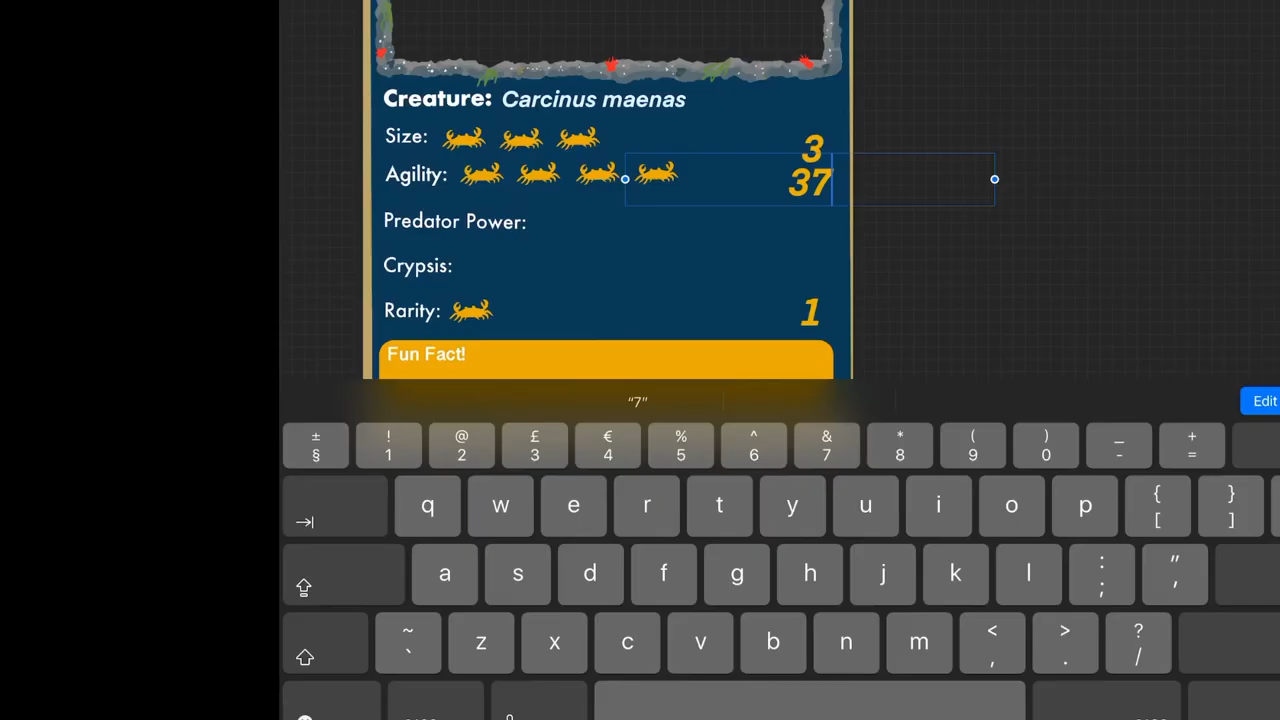 Creature: Carcinus maenas
Size: 3
Agility: 37
Predator Power:
Crypsis:
Rarity: 1
Fun Fact!
“7”
Edit
± ! @ £ € % ^ & * ( ) _ +
§ 1 2 3 4 5 6 7 8 9 0 - =
q w e r t y u i o p { [ } ]
a s d f g h j k l : ; " '
~ ` z x c v b n m < , > . ? /